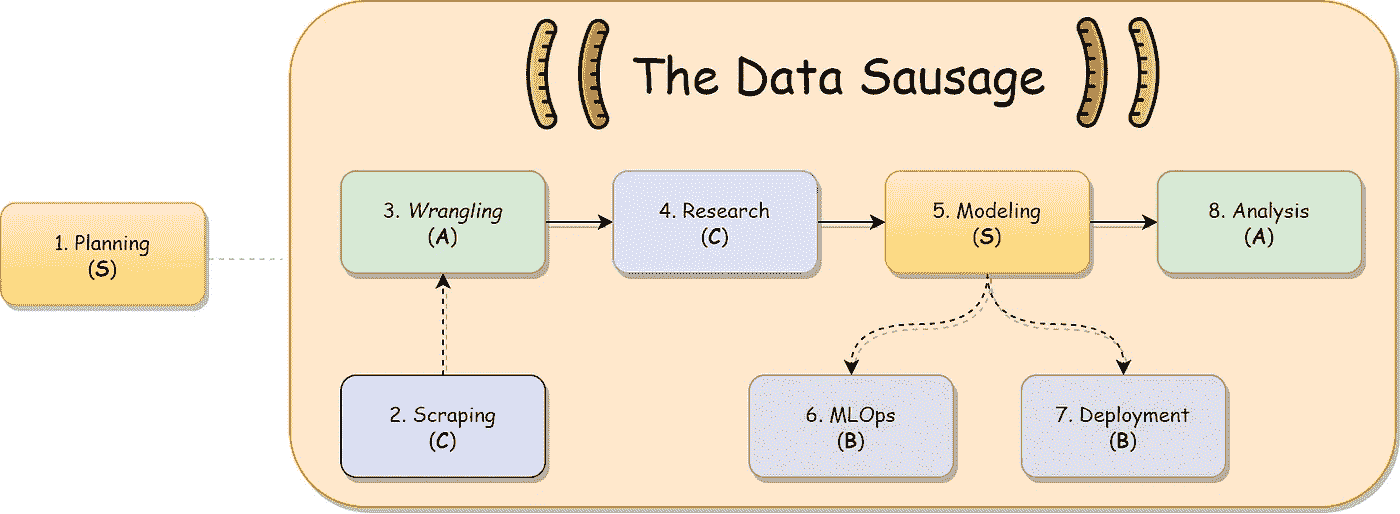 The Data Sausage
1. Planning
(S)
3. Wrangling
(A)
4. Research
(C)
5. Modeling
(S)
8. Analysis
(A)
2. Scraping
(C)
6. MLOps
(B)
7. Deployment
(B)